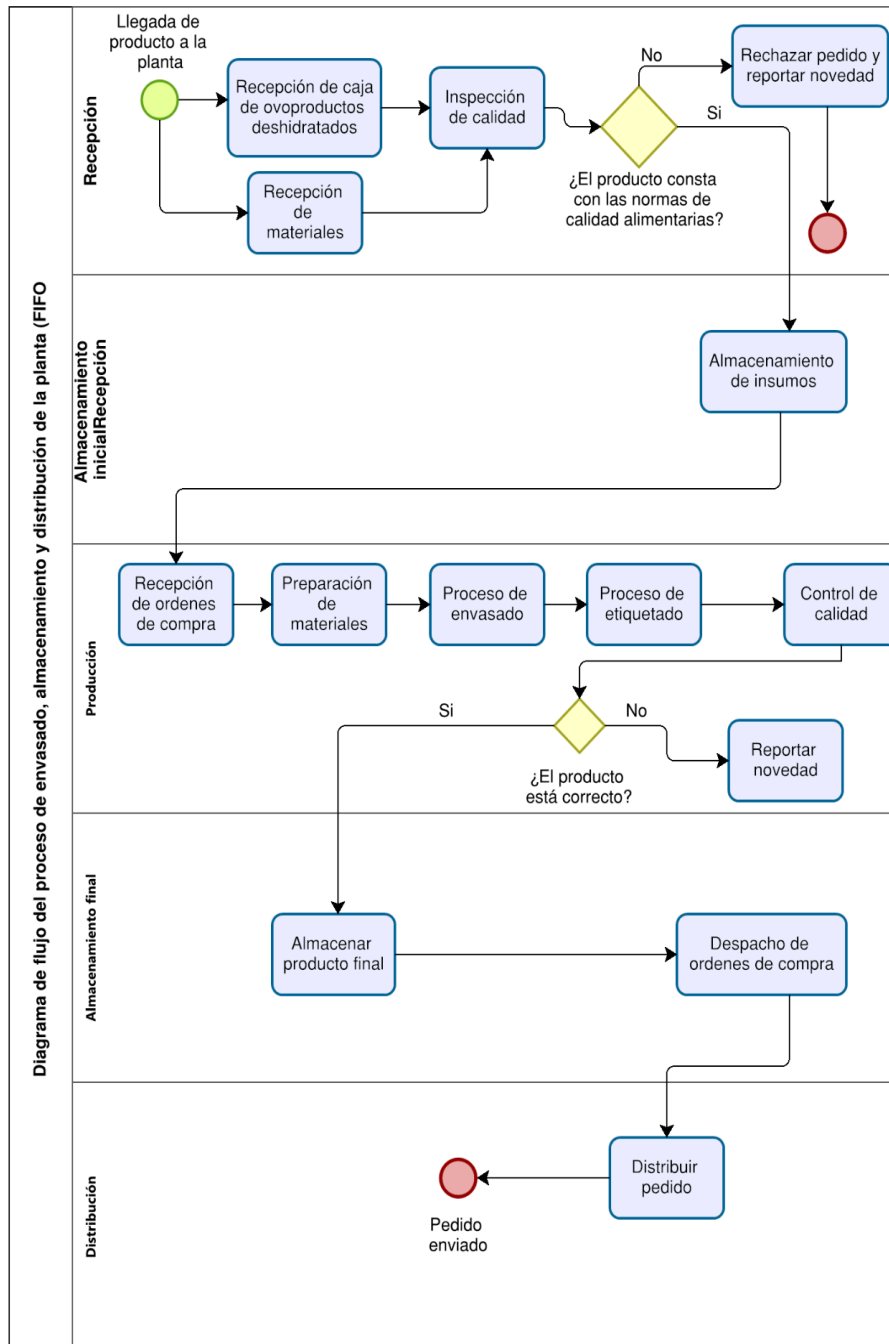 Diagrama de flujo del proceso de envasado, almacenamiento y distribución de la planta (FIFO
Recepción
Llegada de
producto a la
planta
Recepción de caja
de ovoproductos
deshidratados
Recepción
de
materiales
Inspección
de calidad
¿El producto consta
con las normas de
calidad alimentarias?
No
Si
Rechazar pedido y
reportar novedad
Almacenamiento
inicialRecepción
Almacenamiento
de insumos
Producción
Recepción
de ordenes
de compra
Preparación
de
materiales
Proceso de
envasado
Proceso de
etiquetado
Control de
calidad
Si
No
¿El producto
está correcto?
Reportar
novedad
Almacenamiento final
Almacenar
producto final
Despacho de
ordenes de compra
Distribución
Distribuir
pedido
Pedido
enviado